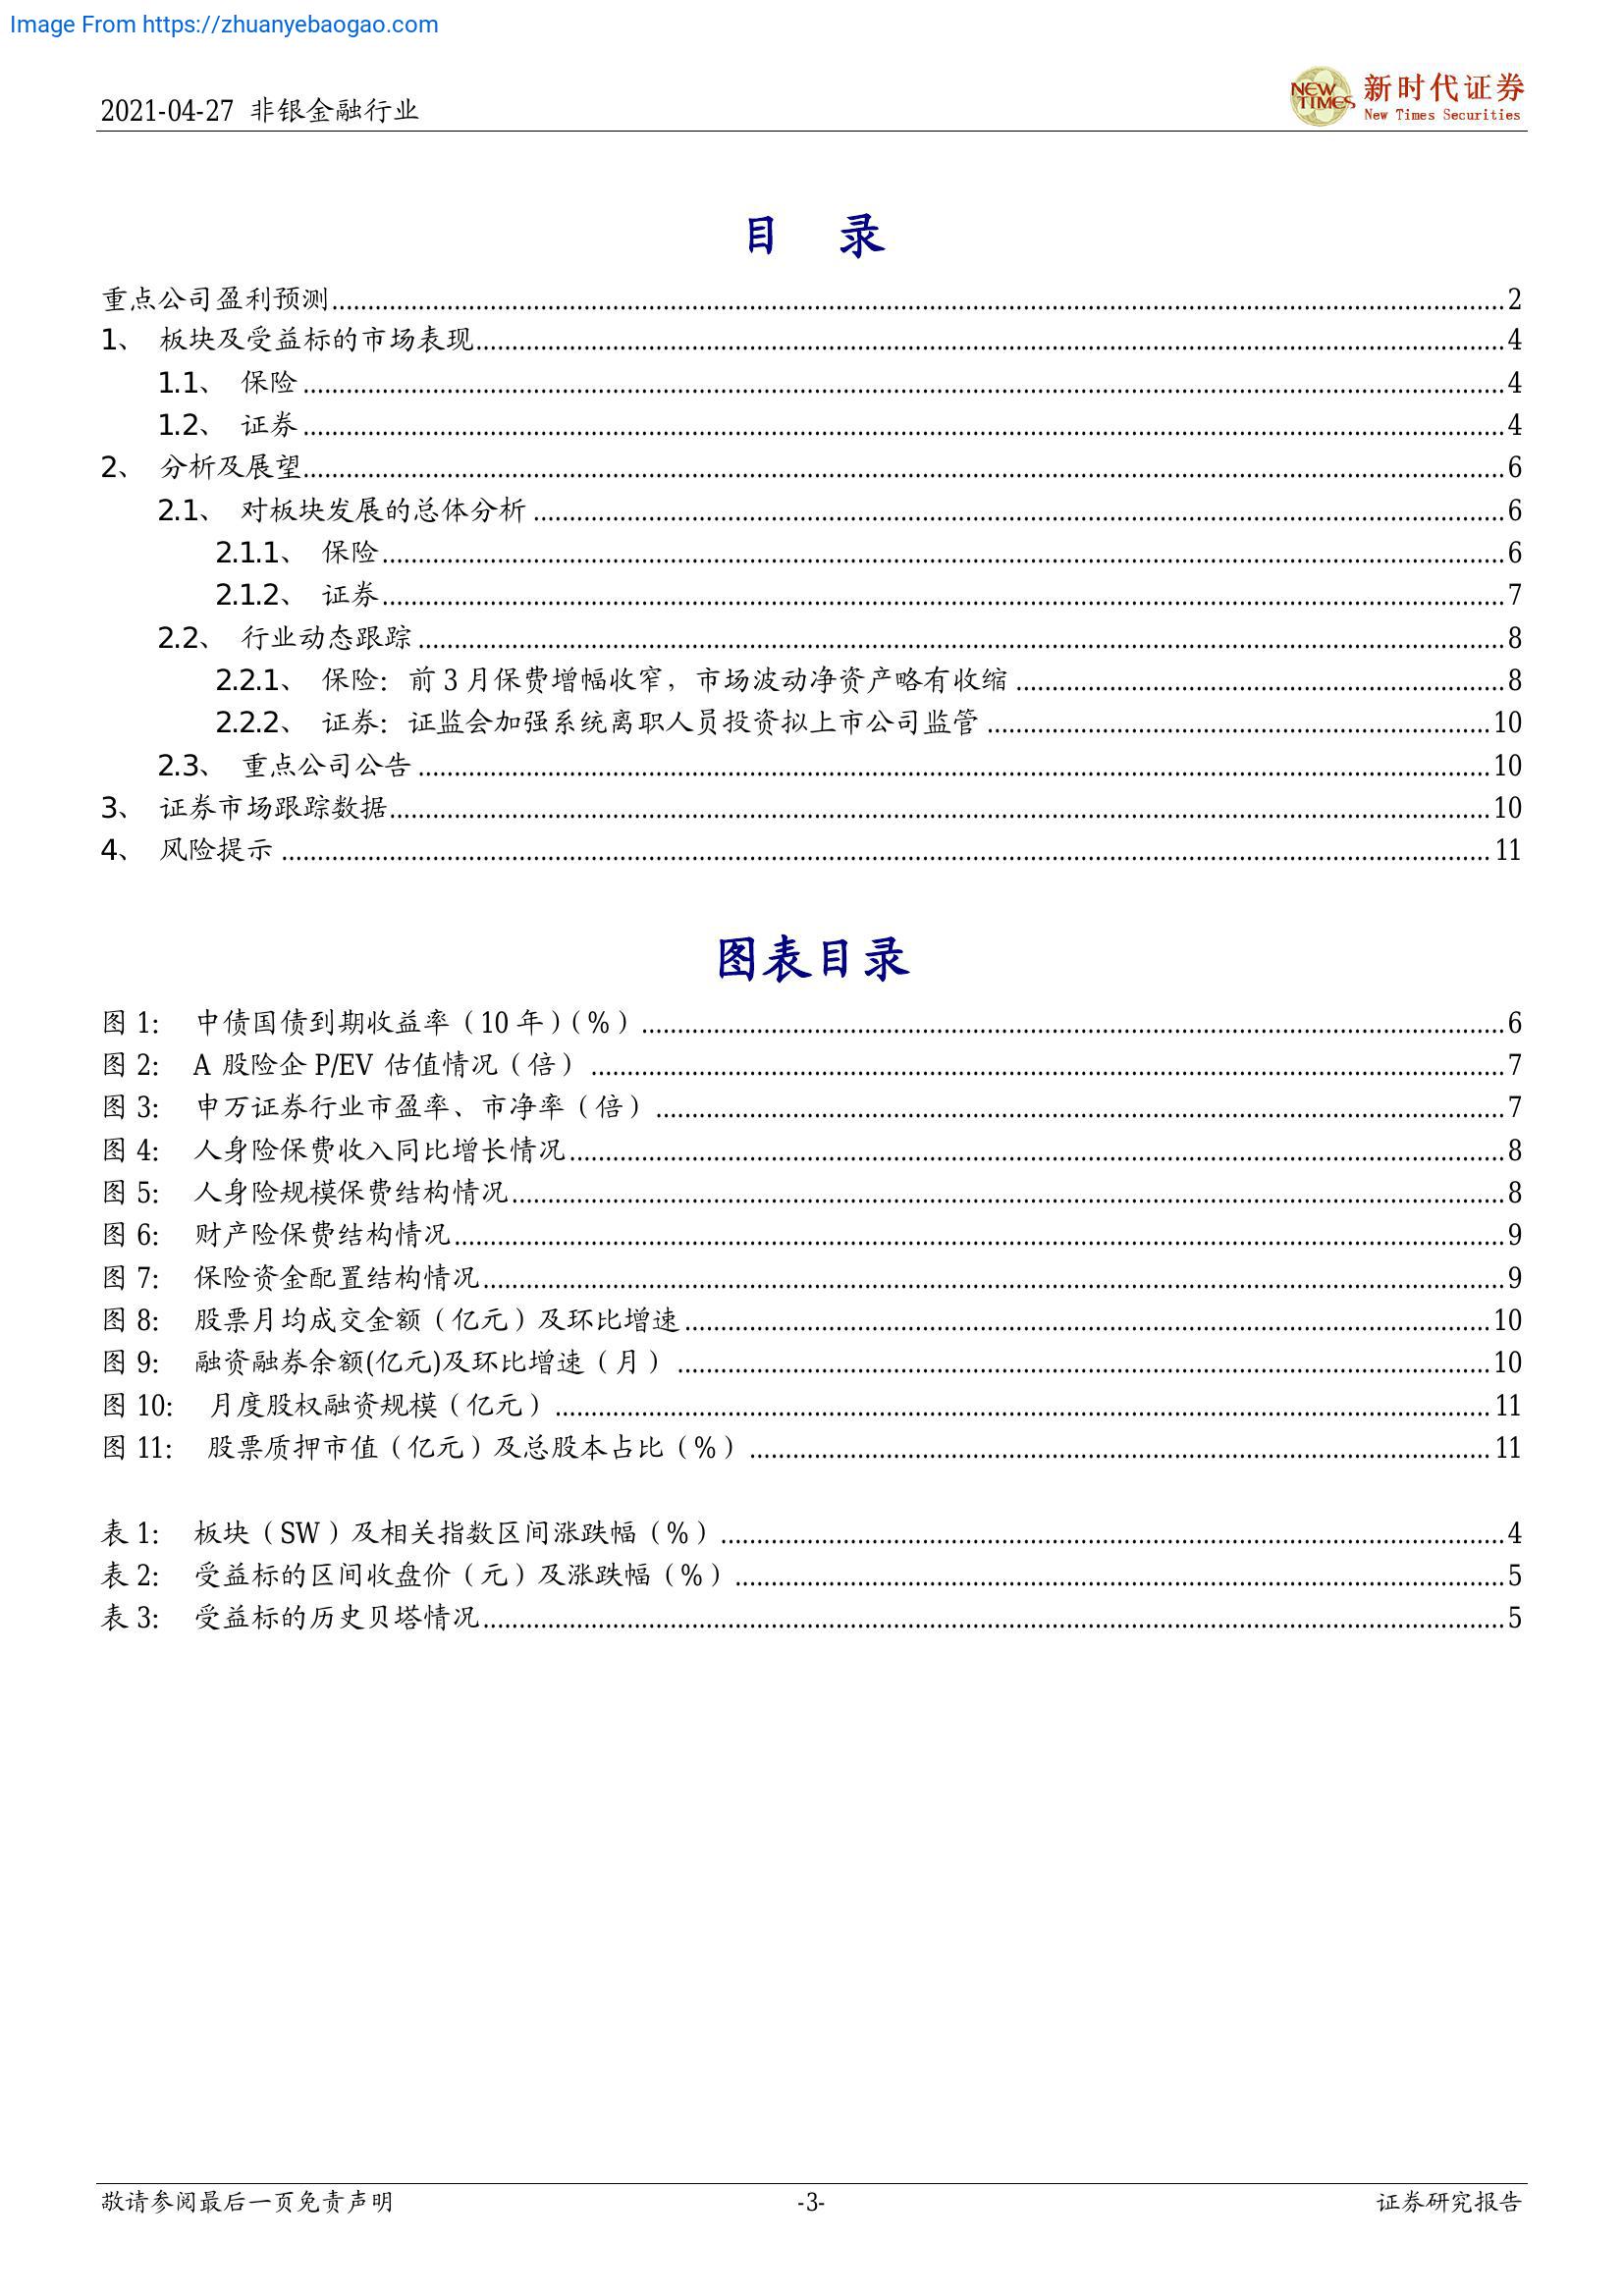 Image From https://zhuanyebaogao.com
2021-04-27 非银金融行业
NEW TIMES 新时代证券
New Times Securities
目 录
重点公司盈利预测 2
1、 板块及受益标的市场表现 4
1.1、 保险 4
1.2、 证券 4
2、 分析及展望 6
2.1、 对板块发展的总体分析 6
2.1.1、 保险 6
2.1.2、 证券 7
2.2、 行业动态跟踪 8
2.2.1、 保险：前 3 月保费增幅收窄，市场波动净资产略有收缩 8
2.2.2、 证券：证监会加强系统离职人员投资拟上市公司监管 10
2.3、 重点公司公告 10
3、 证券市场跟踪数据 10
4、 风险提示 11
图表目录
图 1： 中债国债到期收益率（10 年）（%） 6
图 2： A 股险企 P/EV 估值情况（倍） 7
图 3： 申万证券行业市盈率、市净率（倍） 7
图 4： 人身险保费收入同比增长情况 8
图 5： 人身险规模保费结构情况 8
图 6： 财产险保费结构情况 9
图 7： 保险资金配置结构情况 9
图 8： 股票月均成交金额（亿元）及环比增速 10
图 9： 融资融券余额(亿元)及环比增速（月） 10
图 10： 月度股权融资规模（亿元） 11
图 11： 股票质押市值（亿元）及总股本占比（%） 11
表 1： 板块（SW）及相关指数区间涨跌幅（%） 4
表 2： 受益标的区间收盘价（元）及涨跌幅（%） 5
表 3： 受益标的历史贝塔情况 5
敬请参阅最后一页免责声明 -3- 证券研究报告